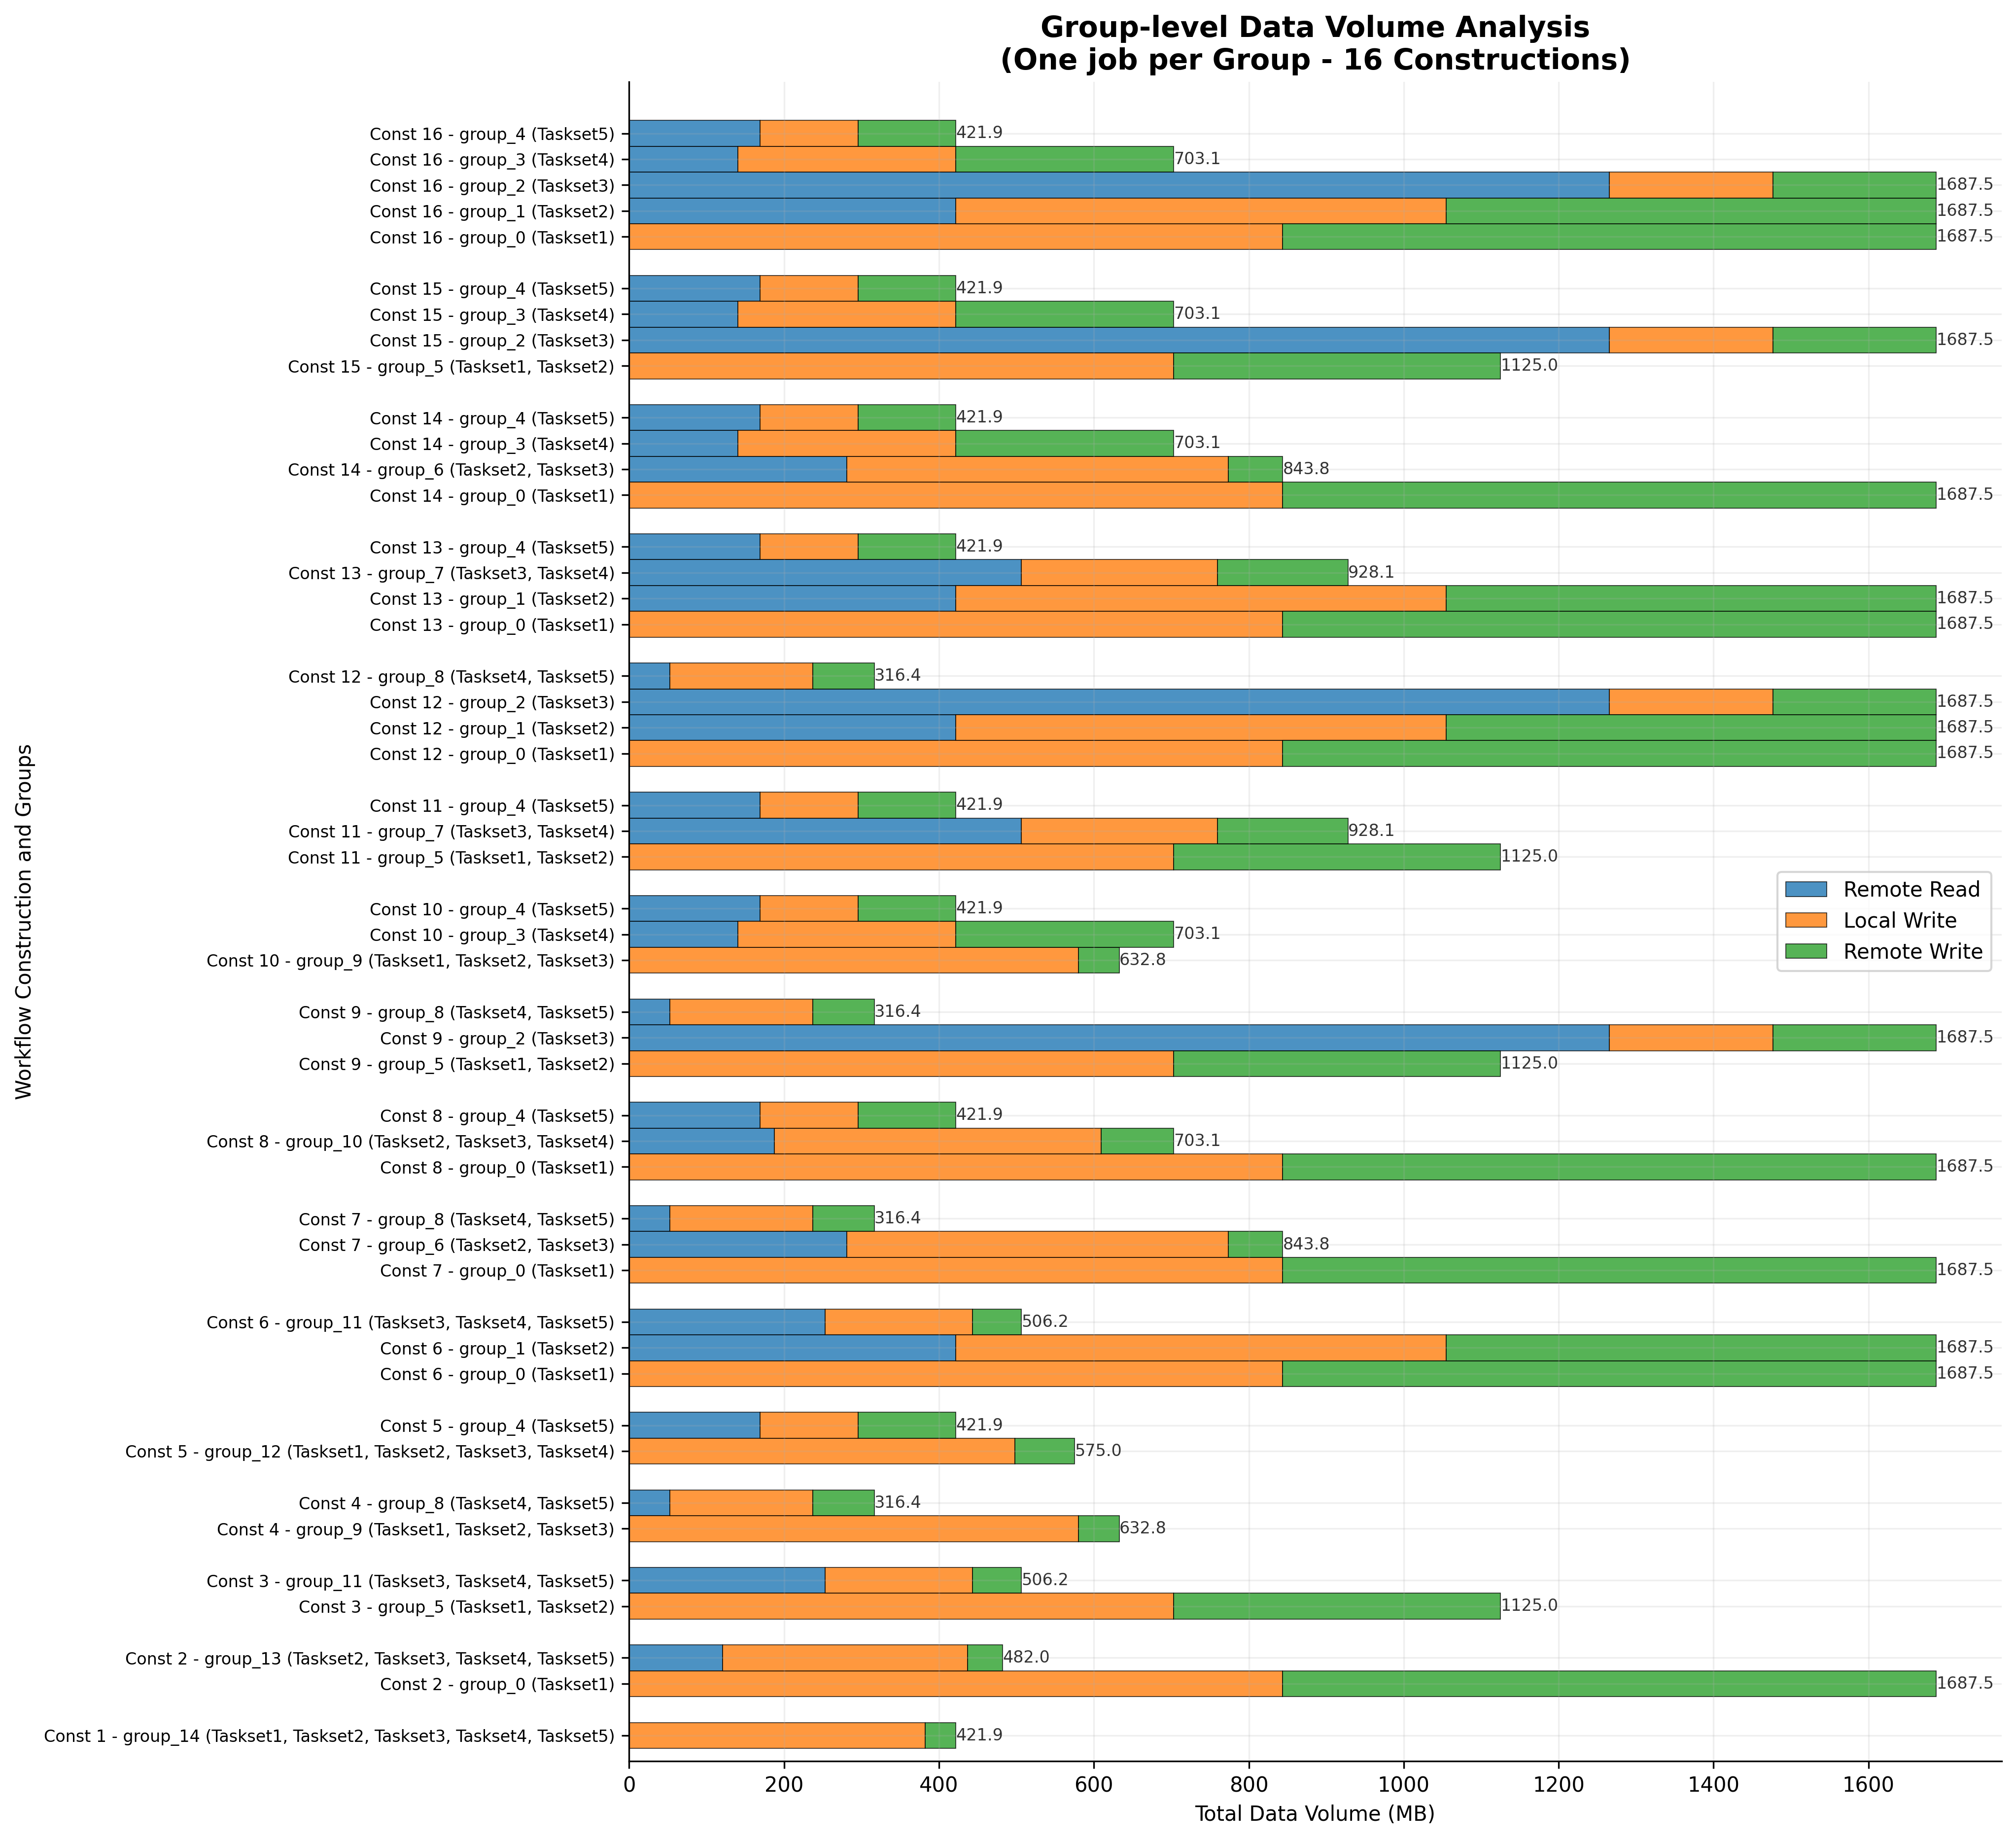 Group-level Data Volume Analysis
(One job per Group - 16 Constructions)
Workflow Construction and Groups
Const 16 - group_4 (Taskset5) 421.9
Const 16 - group_3 (Taskset4) 703.1
Const 16 - group_2 (Taskset3) 1687.5
Const 16 - group_1 (Taskset2) 1687.5
Const 16 - group_0 (Taskset1) 1687.5
Const 15 - group_4 (Taskset5) 421.9
Const 15 - group_3 (Taskset4) 703.1
Const 15 - group_2 (Taskset3) 1687.5
Const 15 - group_5 (Taskset1, Taskset2) 1125.0
Const 14 - group_4 (Taskset5) 421.9
Const 14 - group_3 (Taskset4) 703.1
Const 14 - group_6 (Taskset2, Taskset3) 843.8
Const 14 - group_0 (Taskset1) 1687.5
Const 13 - group_4 (Taskset5) 421.9
Const 13 - group_7 (Taskset3, Taskset4) 928.1
Const 13 - group_1 (Taskset2) 1687.5
Const 13 - group_0 (Taskset1) 1687.5
Const 12 - group_8 (Taskset4, Taskset5) 316.4
Const 12 - group_2 (Taskset3) 1687.5
Const 12 - group_1 (Taskset2) 1687.5
Const 12 - group_0 (Taskset1) 1687.5
Const 11 - group_4 (Taskset5) 421.9
Const 11 - group_7 (Taskset3, Taskset4) 928.1
Const 11 - group_5 (Taskset1, Taskset2) 1125.0
Const 10 - group_4 (Taskset5) 421.9
Const 10 - group_3 (Taskset4) 703.1
Const 10 - group_9 (Taskset1, Taskset2, Taskset3) 632.8
Const 9 - group_8 (Taskset4, Taskset5) 316.4
Const 9 - group_2 (Taskset3) 1687.5
Const 9 - group_5 (Taskset1, Taskset2) 1125.0
Const 8 - group_4 (Taskset5) 421.9
Const 8 - group_10 (Taskset2, Taskset3, Taskset4) 703.1
Const 8 - group_0 (Taskset1) 1687.5
Const 7 - group_8 (Taskset4, Taskset5) 316.4
Const 7 - group_6 (Taskset2, Taskset3) 843.8
Const 7 - group_0 (Taskset1) 1687.5
Const 6 - group_11 (Taskset3, Taskset4, Taskset5) 506.2
Const 6 - group_1 (Taskset2) 1687.5
Const 6 - group_0 (Taskset1) 1687.5
Const 5 - group_4 (Taskset5) 421.9
Const 5 - group_12 (Taskset1, Taskset2, Taskset3, Taskset4) 575.0
Const 4 - group_8 (Taskset4, Taskset5) 316.4
Const 4 - group_9 (Taskset1, Taskset2, Taskset3) 632.8
Const 3 - group_11 (Taskset3, Taskset4, Taskset5) 506.2
Const 3 - group_5 (Taskset1, Taskset2) 1125.0
Const 2 - group_13 (Taskset2, Taskset3, Taskset4, Taskset5) 482.0
Const 2 - group_0 (Taskset1) 1687.5
Const 1 - group_14 (Taskset1, Taskset2, Taskset3, Taskset4, Taskset5) 421.9
Remote Read
Local Write
Remote Write
0 200 400 600 800 1000 1200 1400 1600
Total Data Volume (MB)